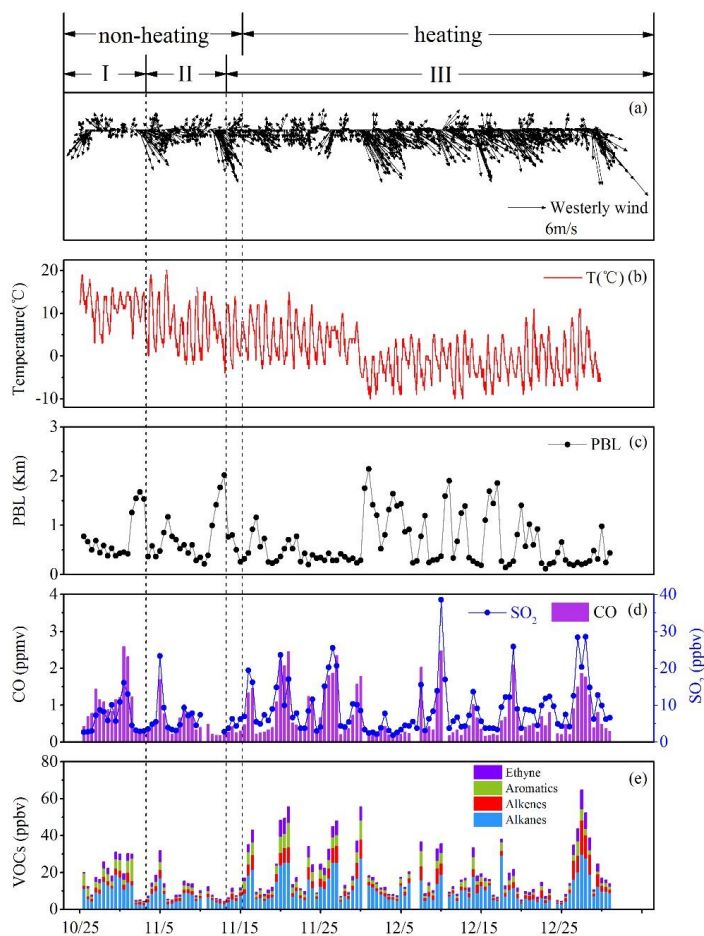 non-heating heating
I II III
(a)
Westerly wind
6m/s
Temperature(℃)
20
10
0
-10
T(℃) (b)
PBL (Km)
3
2
1
0
PBL (c)
CO (ppmv)
4
3
2
1
0
SO2 CO (d)
40
30
20
10
0
SO2 (ppbv)
VOCs (ppbv)
80
60
40
20
0
(e)
Ethyne
Aromatics
Alkenes
Alkanes
10/25 11/5 11/15 11/25 12/5 12/15 12/25